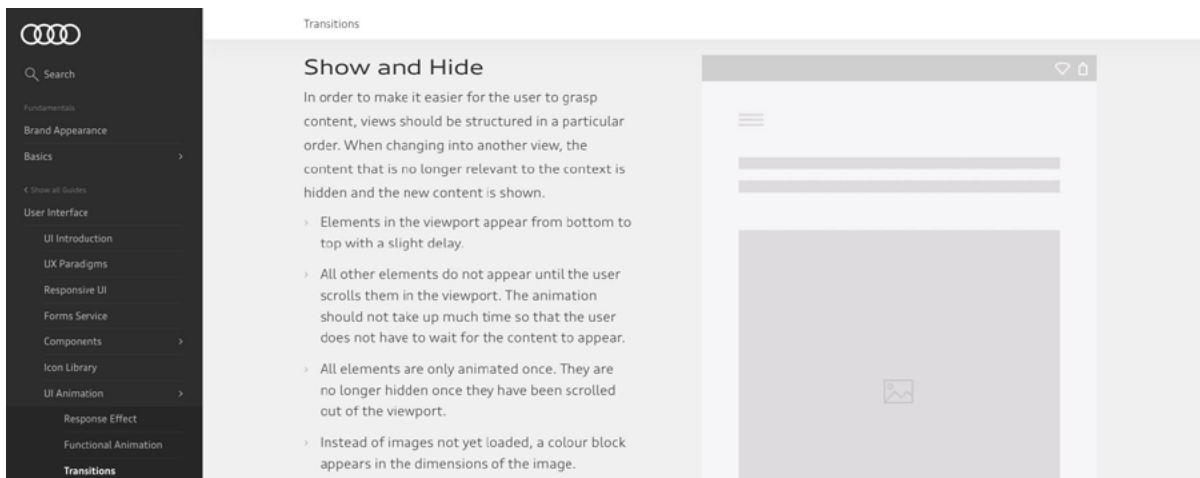 Search
Fundamentals
Brand Appearance
Basics
Show all Guides
User Interface
UI Introduction
UX Paradigms
Responsive UI
Forms Service
Components
Icon Library
UI Animation
Response Effect
Functional Animation
Transitions
Transitions
Show and Hide
In order to make it easier for the user to grasp
content, views should be structured in a particular
order. When changing into another view, the
content that is no longer relevant to the context is
hidden and the new content is shown.
Elements in the viewport appear from bottom to
top with a slight delay.
All other elements do not appear until the user
scrolls them in the viewport. The animation
should not take up much time so that the user
does not have to wait for the content to appear.
All elements are only animated once. They are
no longer hidden once they have been scrolled
out of the viewport.
Instead of images not yet loaded, a colour block
appears in the dimensions of the image.